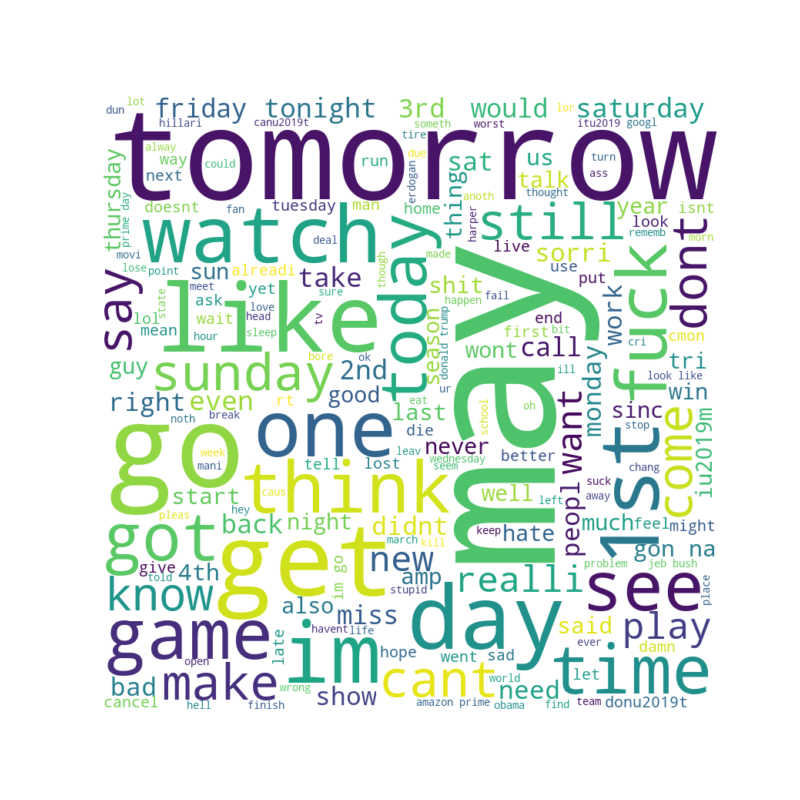 dun lot friday tonight 3rd would saturday lor
hillari canu2019t someth worst itu2019 googl
tomorrow
thursday alway way could tire due erdogan turn ass
next run sat us talk thought
prime day doesnt fan tuesday man home thing anoth harper year isnt
watch still look rememb morn
movi deal made live sorri dont
lose point sun alreadi take though use put
say state meet yet love sure today season shit happen fail fuck
lol ask head like may end work
mean wait hour sleep tv first bit cmon
guy sunday bore ok 2nd donald trump wont call monday cri tri
ur ill look like
right even rt good eat last oh want win
noth break one school sinc iu2019m
go week die never better 1st stop come
mani think tell lost leav wednesday seem peopl chang
start caus suck away
pleas hey back night didnt well left much feel might
got march keep kill hate gon na
get new problem jeb bush
give 4th im go amp realli see place
know told stupid
also miss day
game late havent life said play
im hope went sad ever damn
open bad make wrong cant world need let time
cancel hell finish show amazon prime obama find team donu2019t